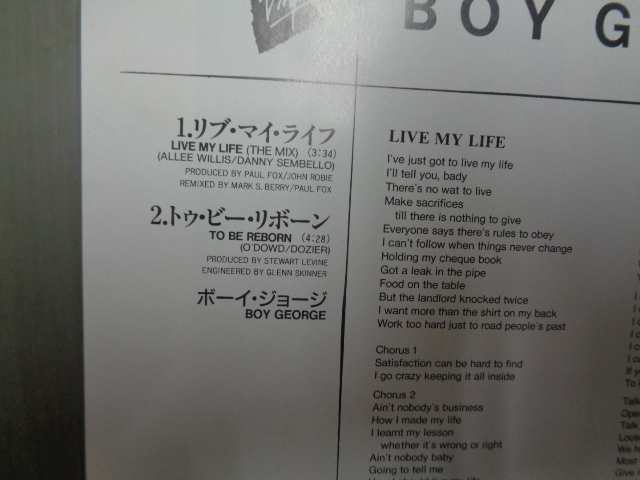 Virgin
BOY G
1.リブ・マイ・ライフ
LIVE MY LIFE (THE MIX) (3:34)
(ALLEE WILLIS/DANNY SEMBELLO)
PRODUCED BY PAUL FOX/JOHN ROBIE
REMIXED BY MARK S. BERRY/PAUL FOX
2.トゥ・ビー・リボーン
TO BE REBORN (4:28)
(O'DOWD/DOZIER)
PRODUCED BY STEWART LEVINE
ENGINEERED BY GLENN SKINNER
ボーイ・ジョージ
BOY GEORGE
LIVE MY LIFE
I've just got to live my life
I'll tell you, bady
There's no wat to live
Make sacrifices
till there is nothing to give
Everyone says there's rules to obey
I can't follow when things never change
Holding my cheque book
Got a leak in the pipe
Food on the table
But the landlord knocked twice
I want more than the shirt on my back
Work too hard just to road people's past
Chorus 1
Satisfaction can be hard to find
I go crazy keeping it all inside
Chorus 2
Ain't nobody's business
How I made my life
I learnt my lesson
whether it's wrong or right
Ain't nobody baby
Going to tell me